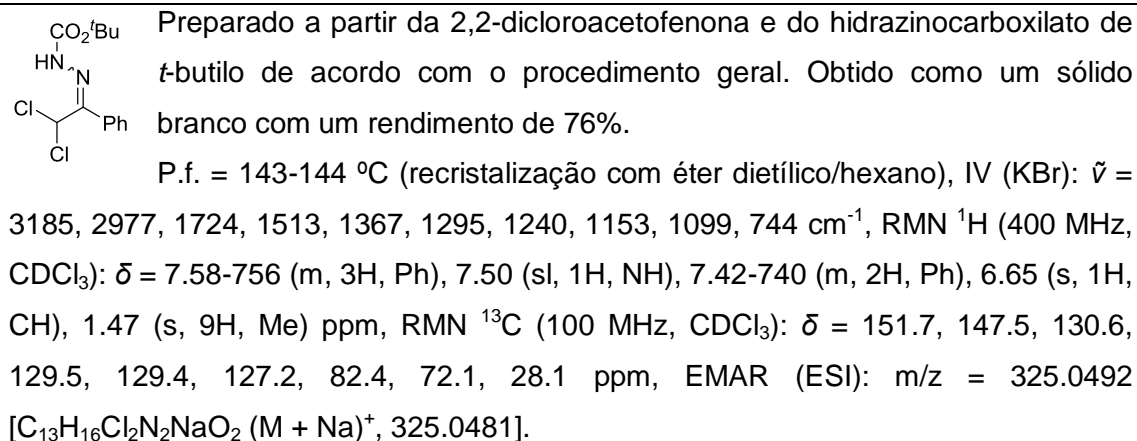 CO₂ᵗBu
HN
N
Cl
Ph
Cl
Preparado a partir da 2,2-dicloroacetofenona e do hidrazinocarboxilato de
t-butilo de acordo com o procedimento geral. Obtido como um sólido
branco com um rendimento de 76%.
P.f. = 143-144 ºC (recristalização com éter dietílico/hexano), IV (KBr): ṽ =
3185, 2977, 1724, 1513, 1367, 1295, 1240, 1153, 1099, 744 cm⁻¹, RMN ¹H (400 MHz,
CDCl₃): δ = 7.58-756 (m, 3H, Ph), 7.50 (sl, 1H, NH), 7.42-740 (m, 2H, Ph), 6.65 (s, 1H,
CH), 1.47 (s, 9H, Me) ppm, RMN ¹³C (100 MHz, CDCl₃): δ = 151.7, 147.5, 130.6,
129.5, 129.4, 127.2, 82.4, 72.1, 28.1 ppm, EMAR (ESI): m/z = 325.0492
[C₁₃H₁₆Cl₂N₂NaO₂ (M + Na)⁺, 325.0481].